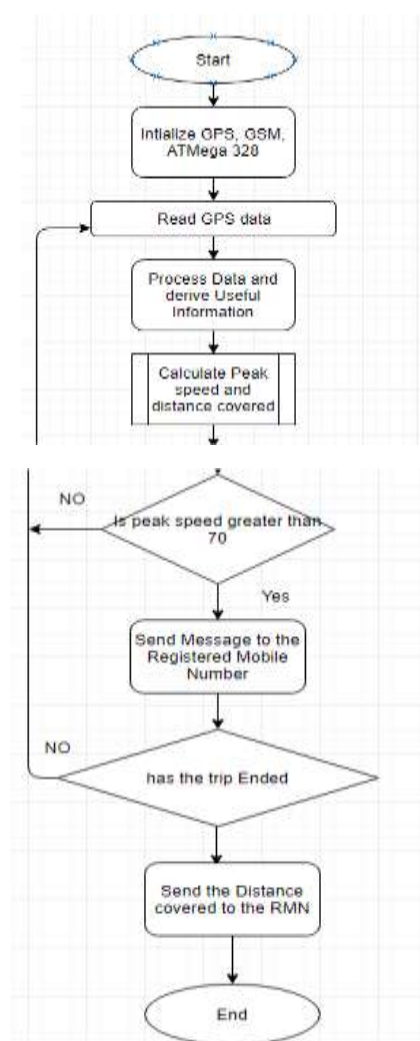 Start
Intialize GPS, GSM,
ATMega 328
Read GPS data
Process Data and
derive Useful
Information
Calculate Peak
speed and
distance covered
NO
Is peak speed greater than
70
Yes
Send Message to the
Registered Mobile
Number
NO
has the trip Ended
Send the Distance
covered to the RMN
End